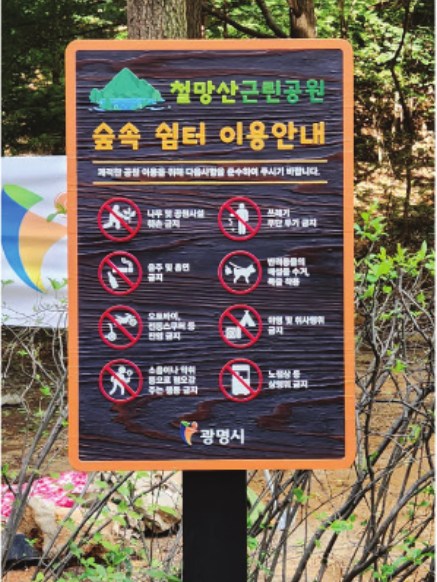 철망산근린공원
숲속 쉼터 이용안내
쾌적한 공원 이용을 위해 다음사항을 준수하여 주시기 바랍니다.
나무 및 공원시설
훼손 금지
쓰레기
무단 투기 금지
음주 및 흡연
금지
반려동물의
배설물 수거,
목줄 착용
오토바이,
전동스쿠터 등
진입 금지
야영 및 취사행위
금지
소음이나 악취
등으로 혐오감
주는 행동 금지
노점상 등
상행위 금지
광명시